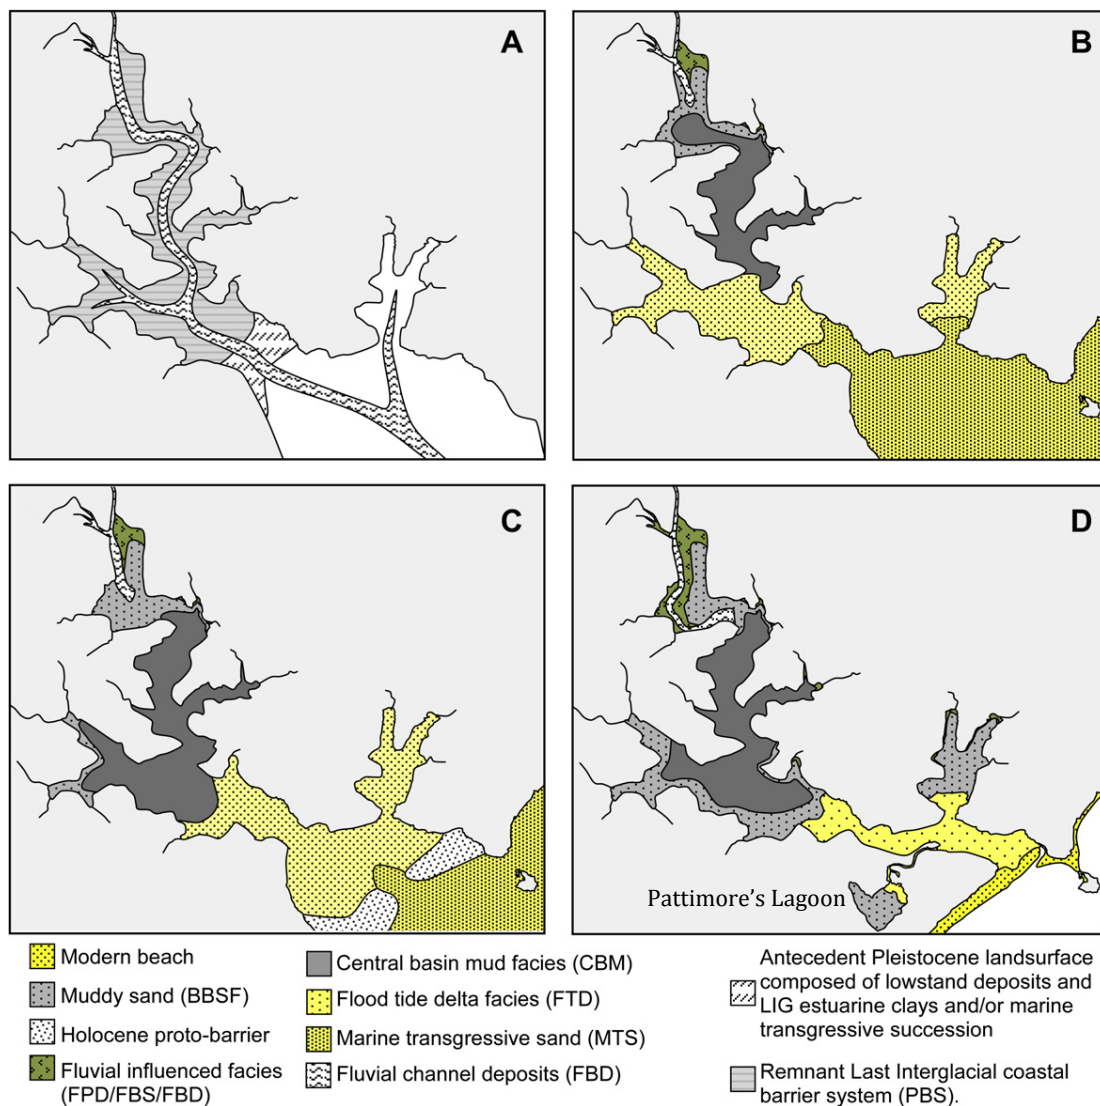 A
B
C
D
Pattimore's Lagoon
Modern beach
Muddy sand (BBSF)
Holocene proto-barrier
Fluvial influenced facies
(FPD/FBS/FBD)
Central basin mud facies (CBM)
Flood tide delta facies (FTD)
Marine transgressive sand (MTS)
Fluvial channel deposits (FBD)
Antecedent Pleistocene landsurface
composed of lowstand deposits and
LIG estuarine clays and/or marine
transgressive succession
Remnant Last Interglacial coastal
barrier system (PBS).